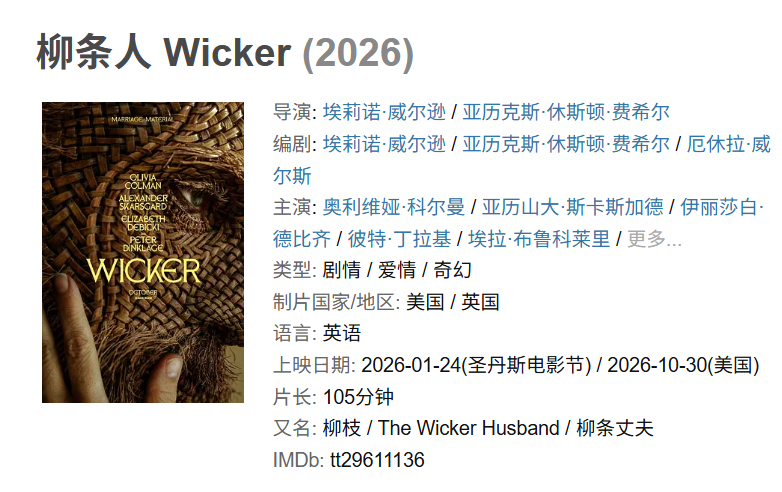 柳条人 Wicker (2026)
MARRIAGE MATERIAL
OLIVIA
COLMAN
ALEXANDER
SKARSGARD
ELIZABETH
DEBICKI
PETER
DINKLAGE
WICKER
OCTOBER
导演: 埃莉诺·威尔逊 / 亚历克斯·休斯顿·费希尔
编剧: 埃莉诺·威尔逊 / 亚历克斯·休斯顿·费希尔 / 厄休拉·威
尔斯
主演: 奥利维娅·科尔曼 / 亚历山大·斯卡斯加德 / 伊丽莎白·
德比齐 / 彼特·丁拉基 / 埃拉·布鲁科莱里 / 更多...
类型: 剧情 / 爱情 / 奇幻
制片国家/地区: 美国 / 英国
语言: 英语
上映日期: 2026-01-24(圣丹斯电影节) / 2026-10-30(美国)
片长: 105分钟
又名: 柳枝 / The Wicker Husband / 柳条丈夫
IMDb: tt29611136